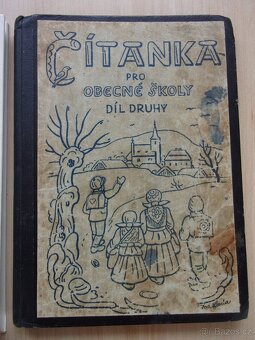 ČÍTANKA
PRO
OBECNÉ ŠKOLY
DÍL DRUHÝ